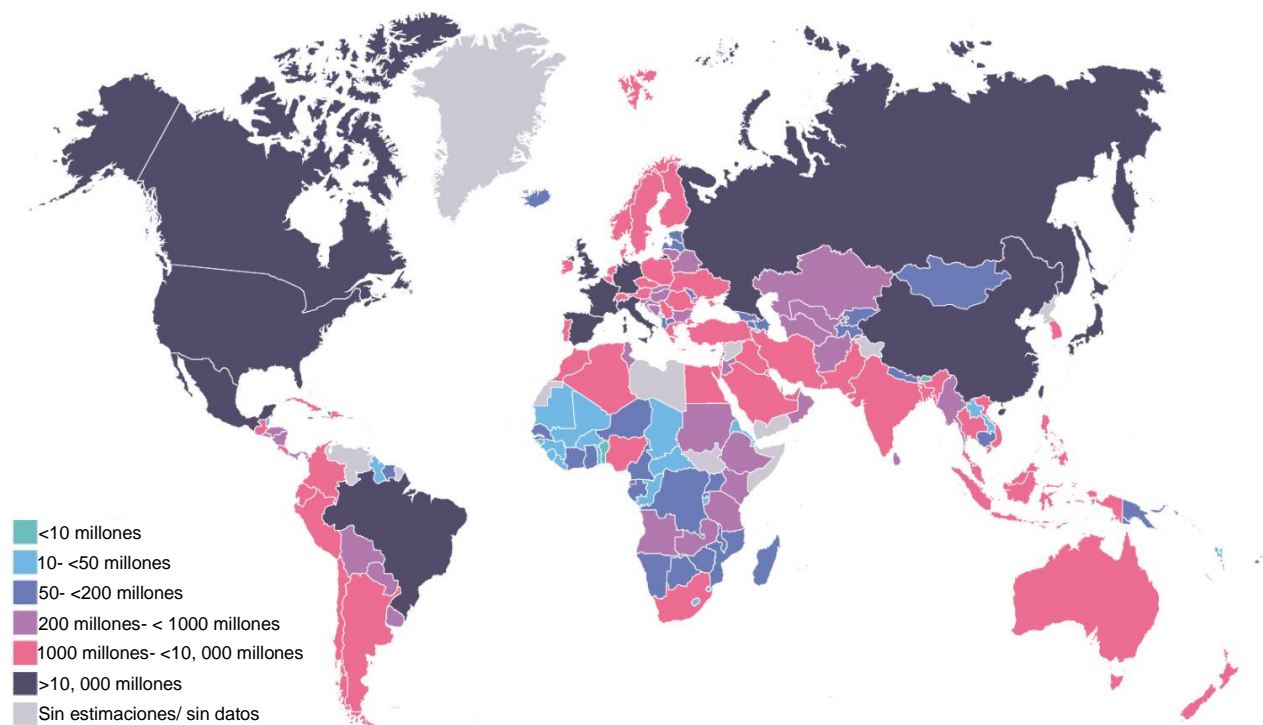 <10 millones
10- <50 millones
50- <200 millones
200 millones- < 1000 millones
1000 millones- <10, 000 millones
>10, 000 millones
Sin estimaciones/ sin datos